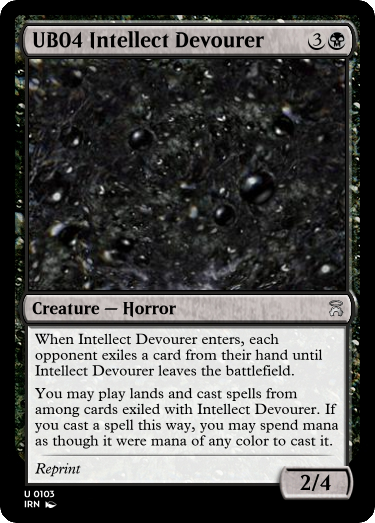 UB04 Intellect Devourer 3
Creature — Horror
When Intellect Devourer enters, each
opponent exiles a card from their hand until
Intellect Devourer leaves the battlefield.
You may play lands and cast spells from
among cards exiled with Intellect Devourer. If
you cast a spell this way, you may spend mana
as though it were mana of any color to cast it.
Reprint
2/4
U 0103
IRN